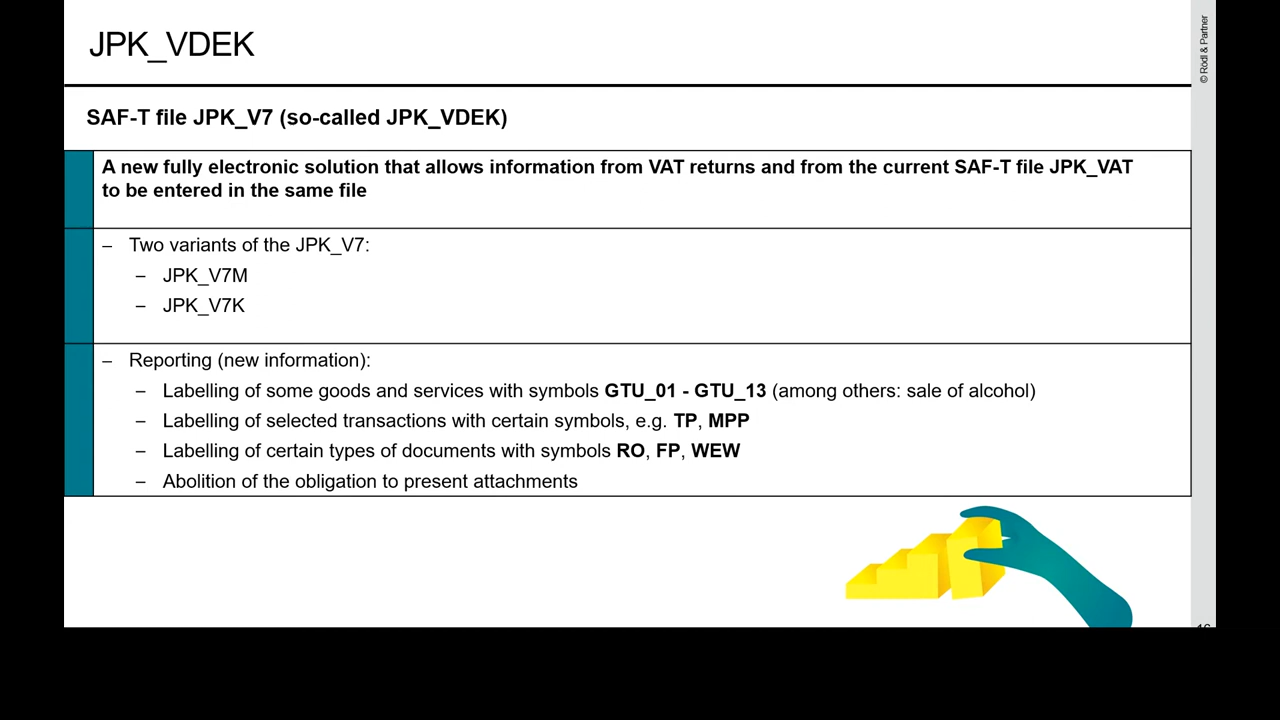 JPK_VDEK
© Rödl & Partner
SAF-T file JPK_V7 (so-called JPK_VDEK)
A new fully electronic solution that allows information from VAT returns and from the current SAF-T file JPK_VAT
to be entered in the same file
– Two variants of the JPK_V7:
– JPK_V7M
– JPK_V7K
– Reporting (new information):
– Labelling of some goods and services with symbols GTU_01 - GTU_13 (among others: sale of alcohol)
– Labelling of selected transactions with certain symbols, e.g. TP, MPP
– Labelling of certain types of documents with symbols RO, FP, WEW
– Abolition of the obligation to present attachments